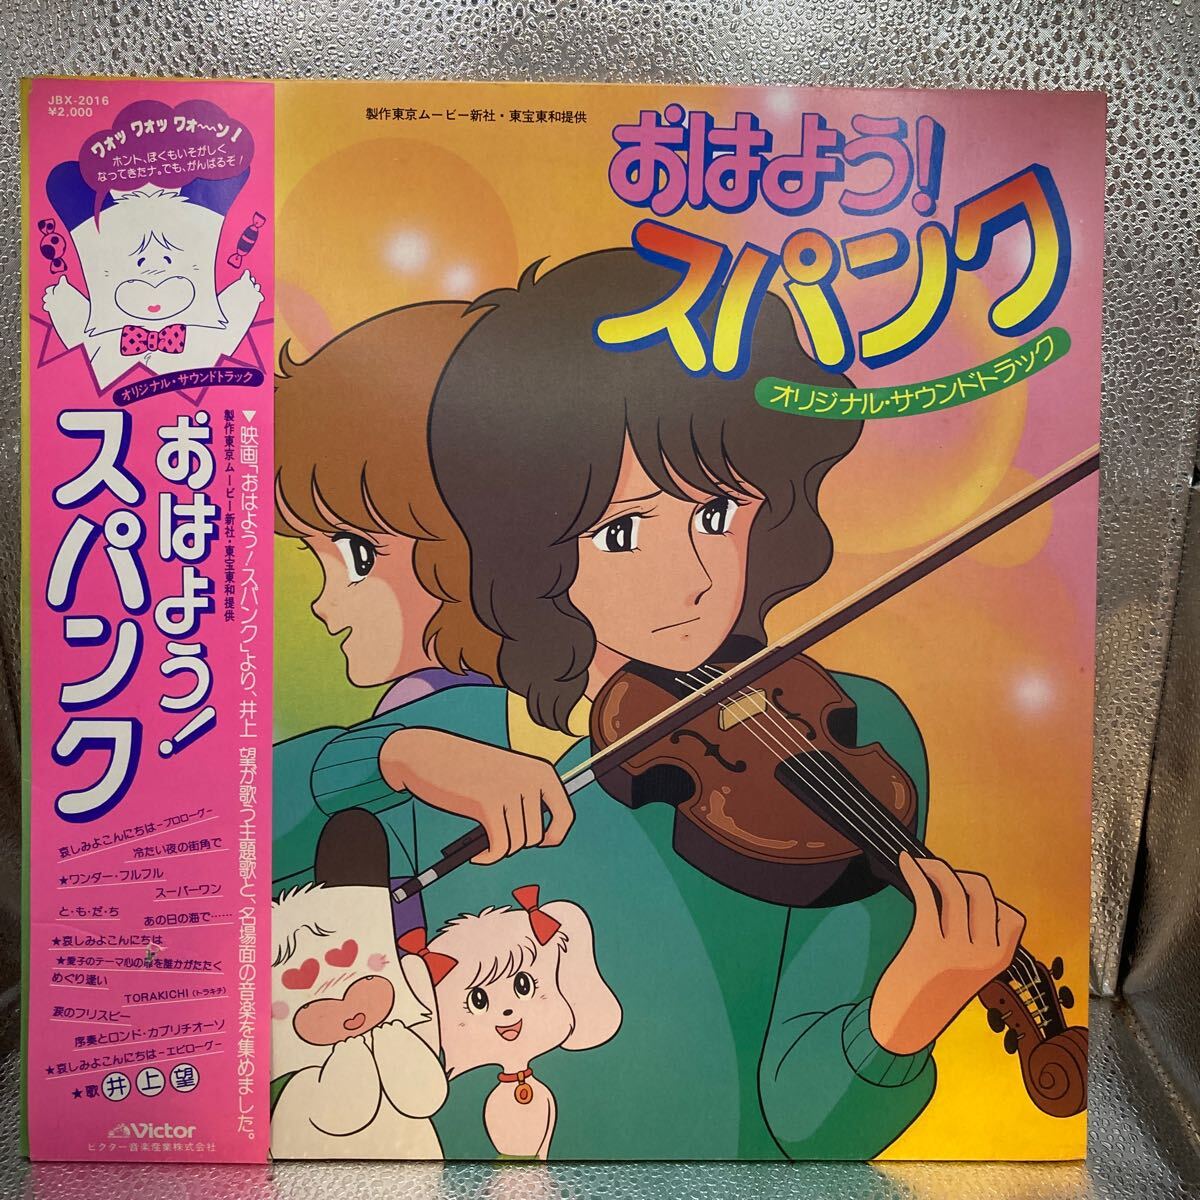 JBX-2016
¥2,000
ワォッ ワォッ ワォ〜ン!
ホント、ぼくもいそがしく
なってきたナ。でも、がんばるぞ!
オリジナル・サウンドトラック
おはよう!
スパンク
製作東京ムービー新社・東宝東和提供
▼映画「おはよう!スパンク」より、井上 望が歌う主題歌と、名場面の音楽を集めました。
哀しみよこんにちは−プロローグ−
冷たい夜の街角で
★ワンダー・フルフル
スーパーワン
と・も・だ・ち
あの日の海で……
★哀しみよこんにちは
★愛子のテーマ心の扉を誰かがたたく
めぐり逢い
TORAKICHI(トラキチ)
涙のフリスビー
序奏とロンド・カプリチオーソ
★哀しみよこんにちは−エピローグ−
★歌 井上望
Victor
ビクター音楽産業株式会社
製作東京ムービー新社・東宝東和提供
おはよう!
スパンク
オリジナル・サウンドトラック